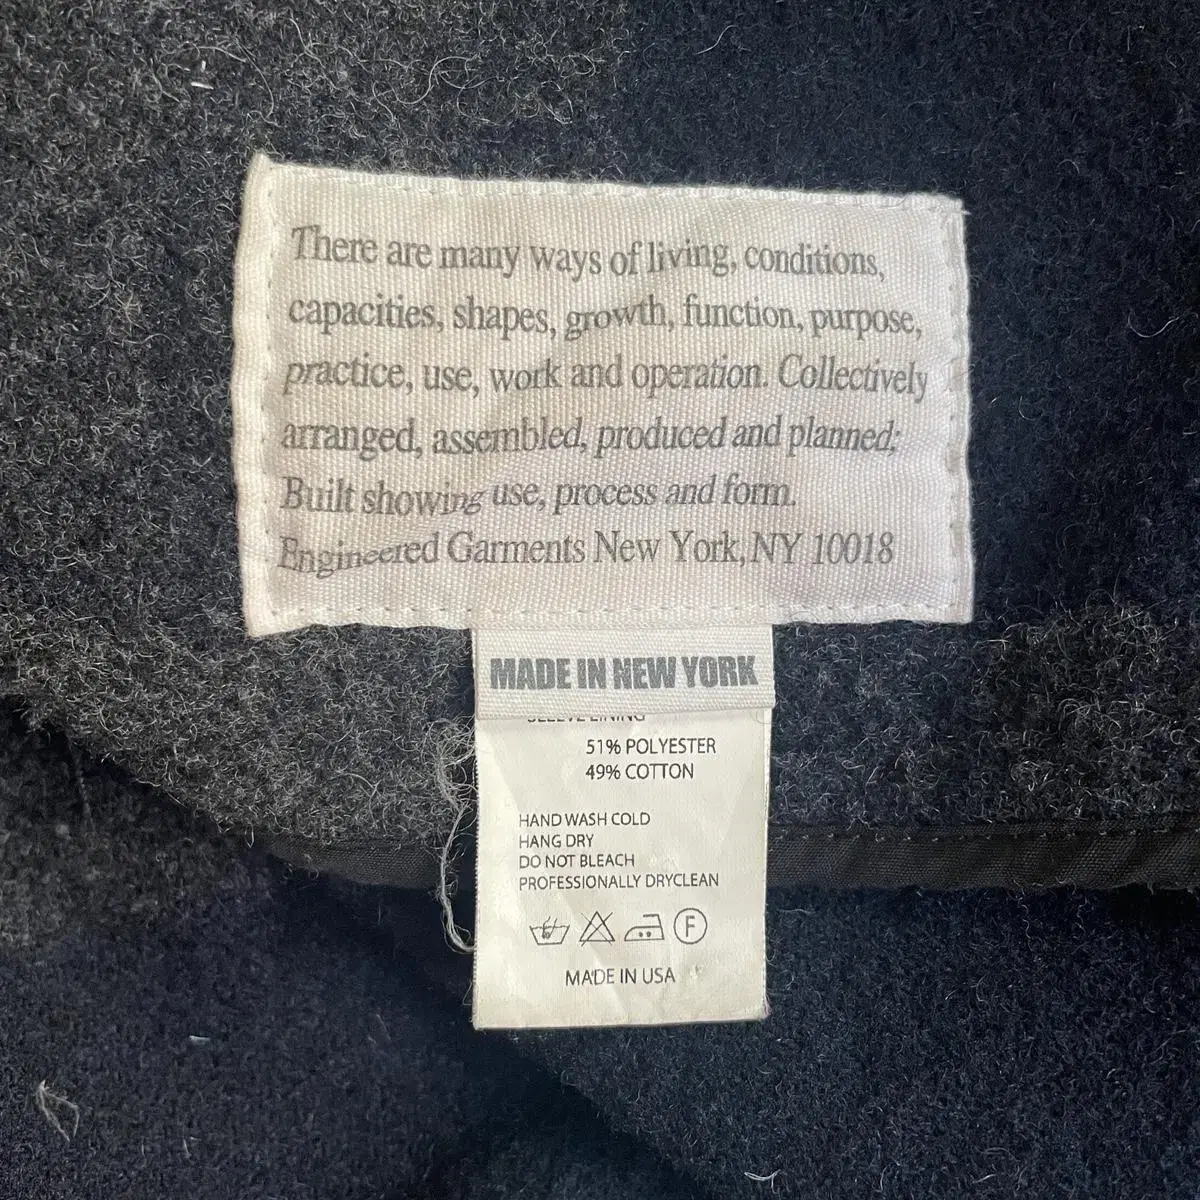 There are many ways of living, conditions,
capacities, shapes, growth, function, purpose,
practice, use, work and operation. Collectively
arranged, assembled, produced and planned;
Built showing use, process and form.
Engineered Garments New York, NY 10018
MADE IN NEW YORK
SLEEVE LINING
51% POLYESTER
49% COTTON
HAND WASH COLD
HANG DRY
DO NOT BLEACH
PROFESSIONALLY DRYCLEAN
F
MADE IN USA